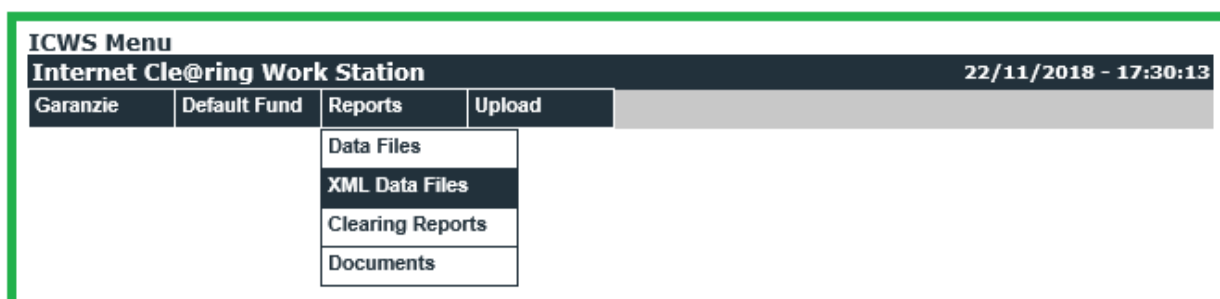 ICWS Menu
Internet Cle@ring Work Station 22/11/2018 - 17:30:13
Garanzie Default Fund Reports Upload
Data Files
XML Data Files
Clearing Reports
Documents